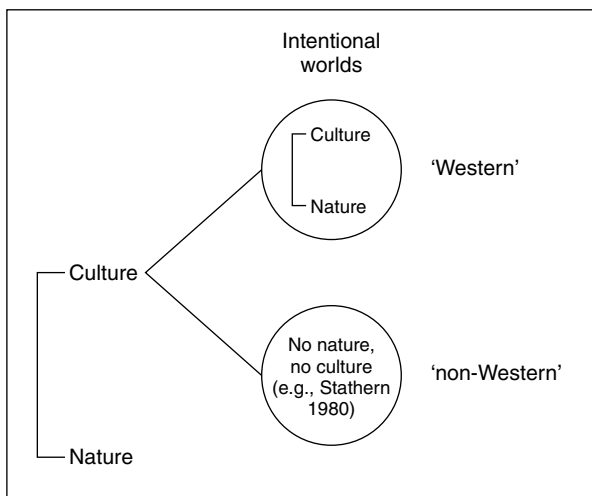 Intentional
worlds
Culture
Nature
‘Western’
Culture
No nature,
no culture
(e.g., Stathern
1980)
‘non-Western’
Nature